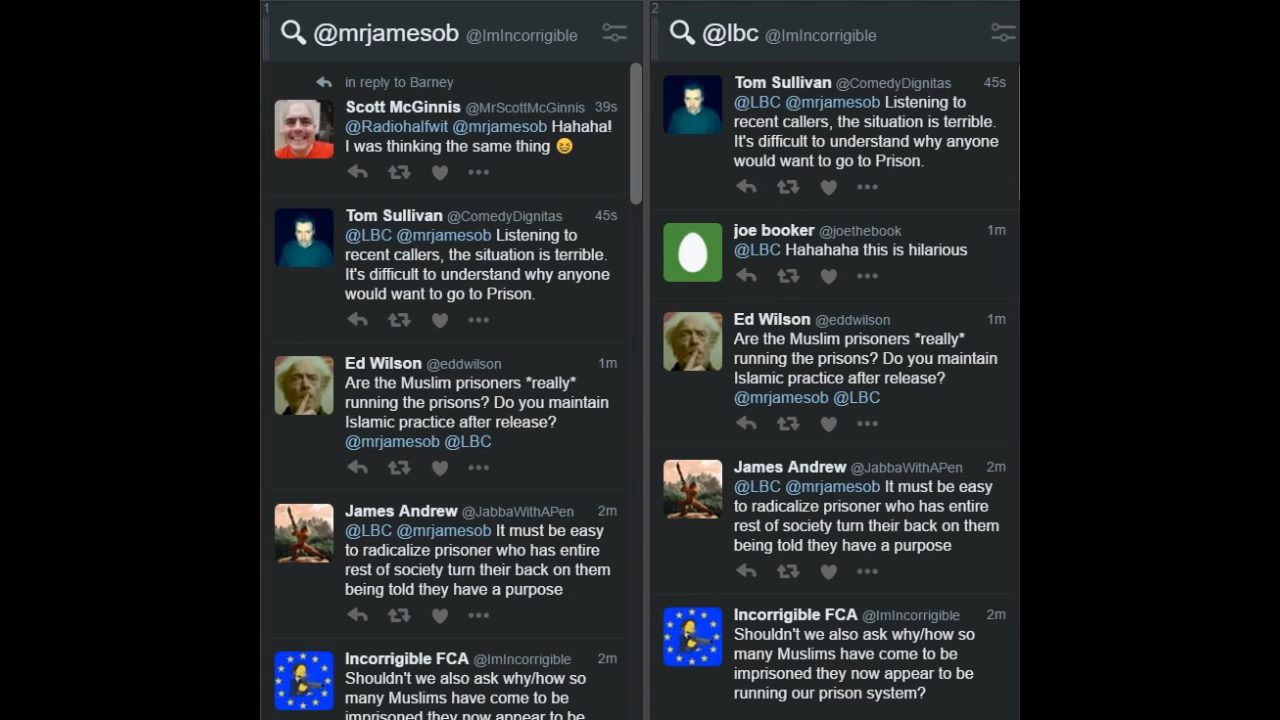 1
@mrjamesob @ImIncorrigible
in reply to Barney
Scott McGinnis @MrScottMcGinnis 39s
@Radiohalfwit @mrjamesob Hahaha!
I was thinking the same thing 😆
Tom Sullivan @ComedyDignitas 45s
@LBC @mrjamesob Listening to
recent callers, the situation is terrible.
It's difficult to understand why anyone
would want to go to Prison.
Ed Wilson @eddwilson 1m
Are the Muslim prisoners *really*
running the prisons? Do you maintain
Islamic practice after release?
@mrjamesob @LBC
James Andrew @JabbaWithAPen 2m
@LBC @mrjamesob It must be easy
to radicalize prisoner who has entire
rest of society turn their back on them
being told they have a purpose
Incorrigible FCA @ImIncorrigible 2m
Shouldn't we also ask why/how so
many Muslims have come to be
imprisoned they now appear to be
2
@lbc @ImIncorrigible
Tom Sullivan @ComedyDignitas 45s
@LBC @mrjamesob Listening to
recent callers, the situation is terrible.
It's difficult to understand why anyone
would want to go to Prison.
joe booker @joethebook 1m
@LBC Hahahaha this is hilarious
Ed Wilson @eddwilson 1m
Are the Muslim prisoners *really*
running the prisons? Do you maintain
Islamic practice after release?
@mrjamesob @LBC
James Andrew @JabbaWithAPen 2m
@LBC @mrjamesob It must be easy
to radicalize prisoner who has entire
rest of society turn their back on them
being told they have a purpose
Incorrigible FCA @ImIncorrigible 2m
Shouldn't we also ask why/how so
many Muslims have come to be
imprisoned they now appear to be
running our prison system?